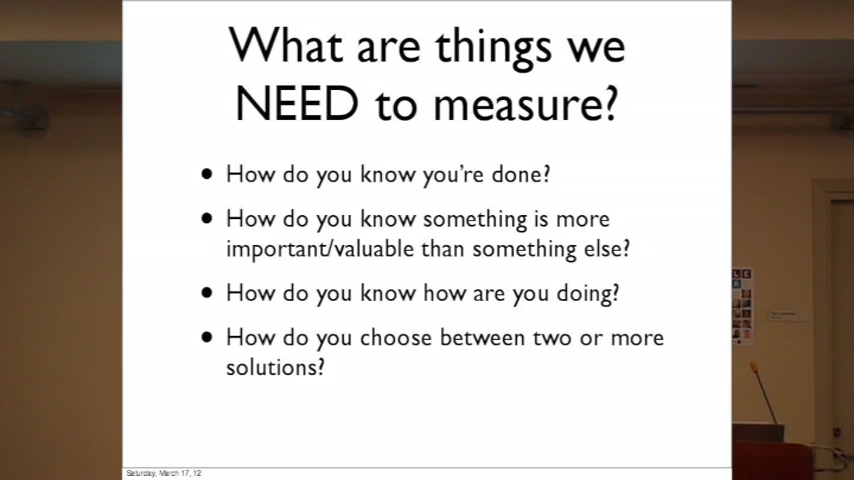 What are things we
NEED to measure?
• How do you know you're done?
• How do you know something is more
important/valuable than something else?
• How do you know how are you doing?
• How do you choose between two or more
solutions?
Saturday, March 17, 12